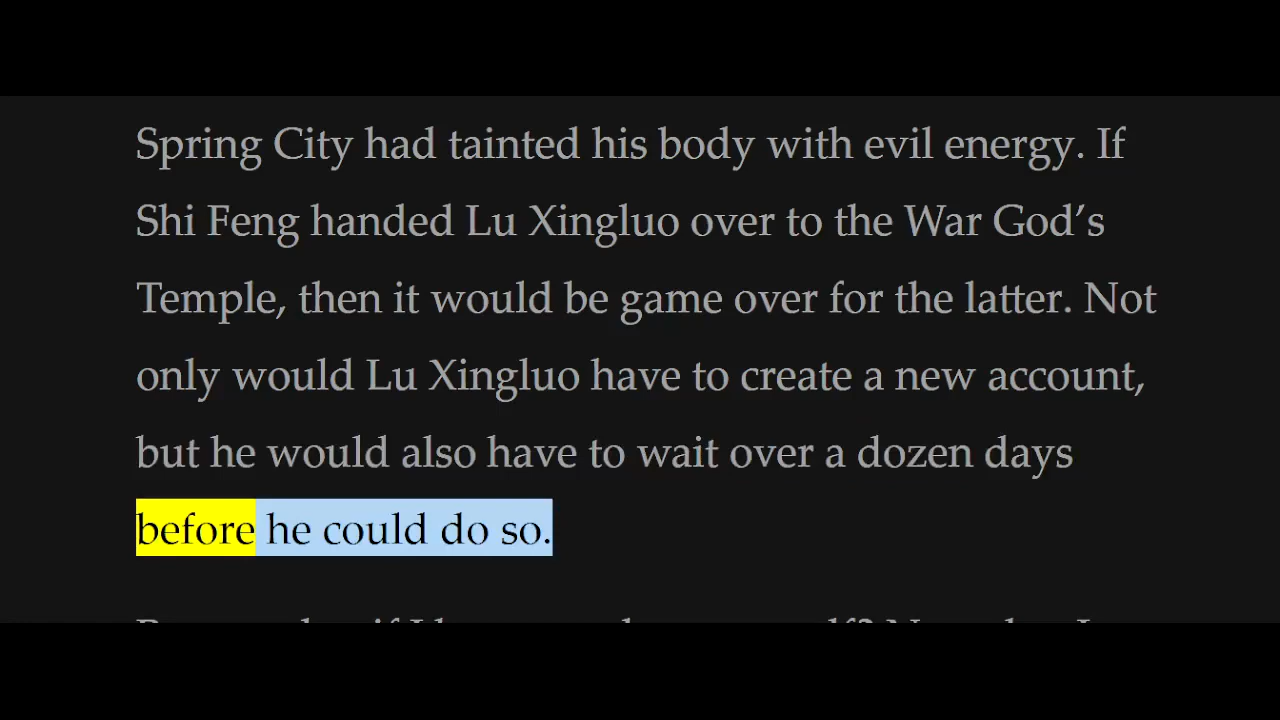 Spring City had tainted his body with evil energy. If
Shi Feng handed Lu Xingluo over to the War God’s
Temple, then it would be game over for the latter. Not
only would Lu Xingluo have to create a new account,
but he would also have to wait over a dozen days
before he could do so.